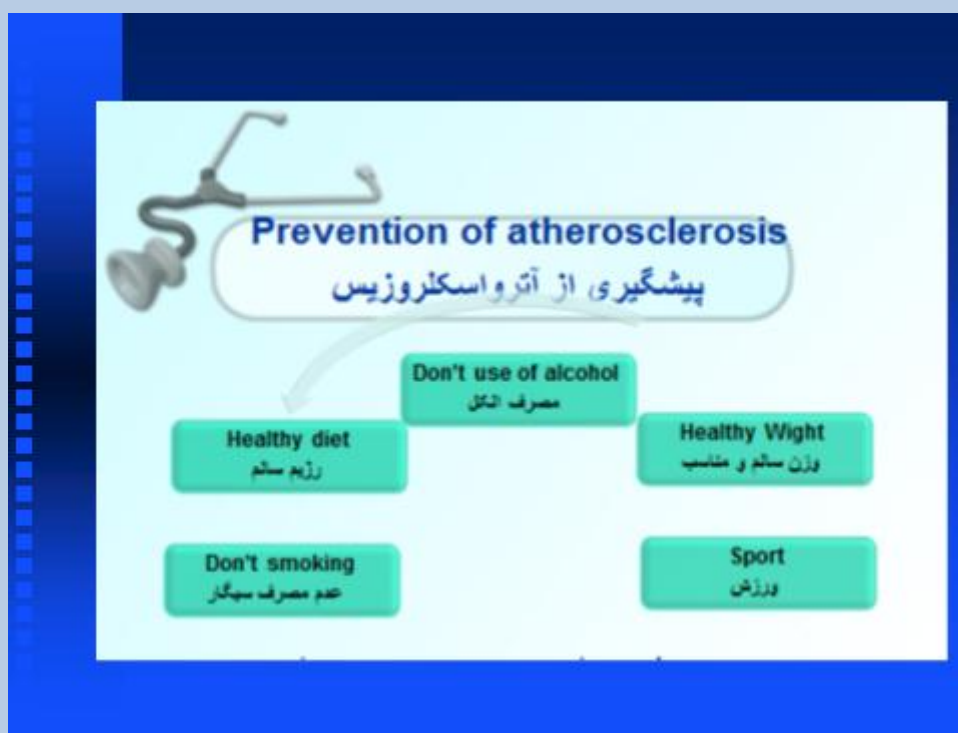 Prevention of atherosclerosis
پیشگیری از آترواسکلروزیس
Don't use of alcohol
مصرف الکل
Healthy diet
رژیم سالم
Healthy Wight
وزن سالم و مناسب
Don't smoking
عدم مصرف سیگار
Sport
ورزش